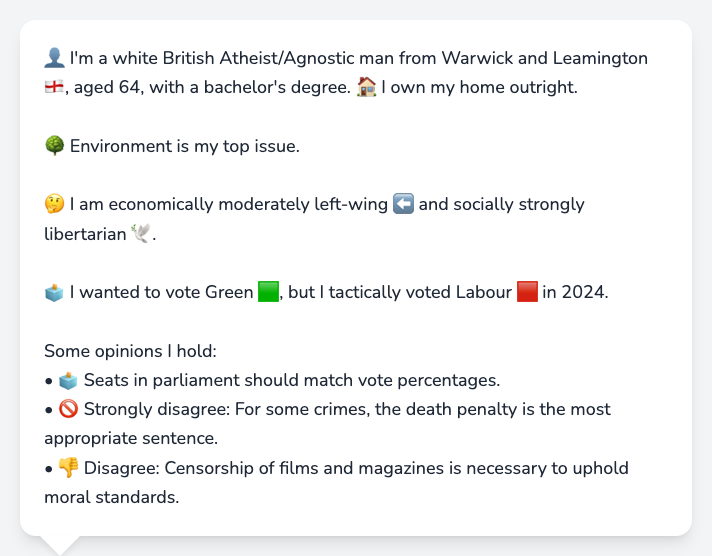 👤 I'm a white British Atheist/Agnostic man from Warwick and Leamington
🏴󠁧󠁢󠁥󠁮󠁧󠁿, aged 64, with a bachelor's degree. 🏠 I own my home outright.
🌳 Environment is my top issue.
🤔 I am economically moderately left-wing ⬅️ and socially strongly
libertarian 🕊️.
🗳️ I wanted to vote Green 🟩, but I tactically voted Labour 🟥 in 2024.
Some opinions I hold:
• 🗳️ Seats in parliament should match vote percentages.
• 🚫 Strongly disagree: For some crimes, the death penalty is the most
appropriate sentence.
• 👎 Disagree: Censorship of films and magazines is necessary to uphold
moral standards.